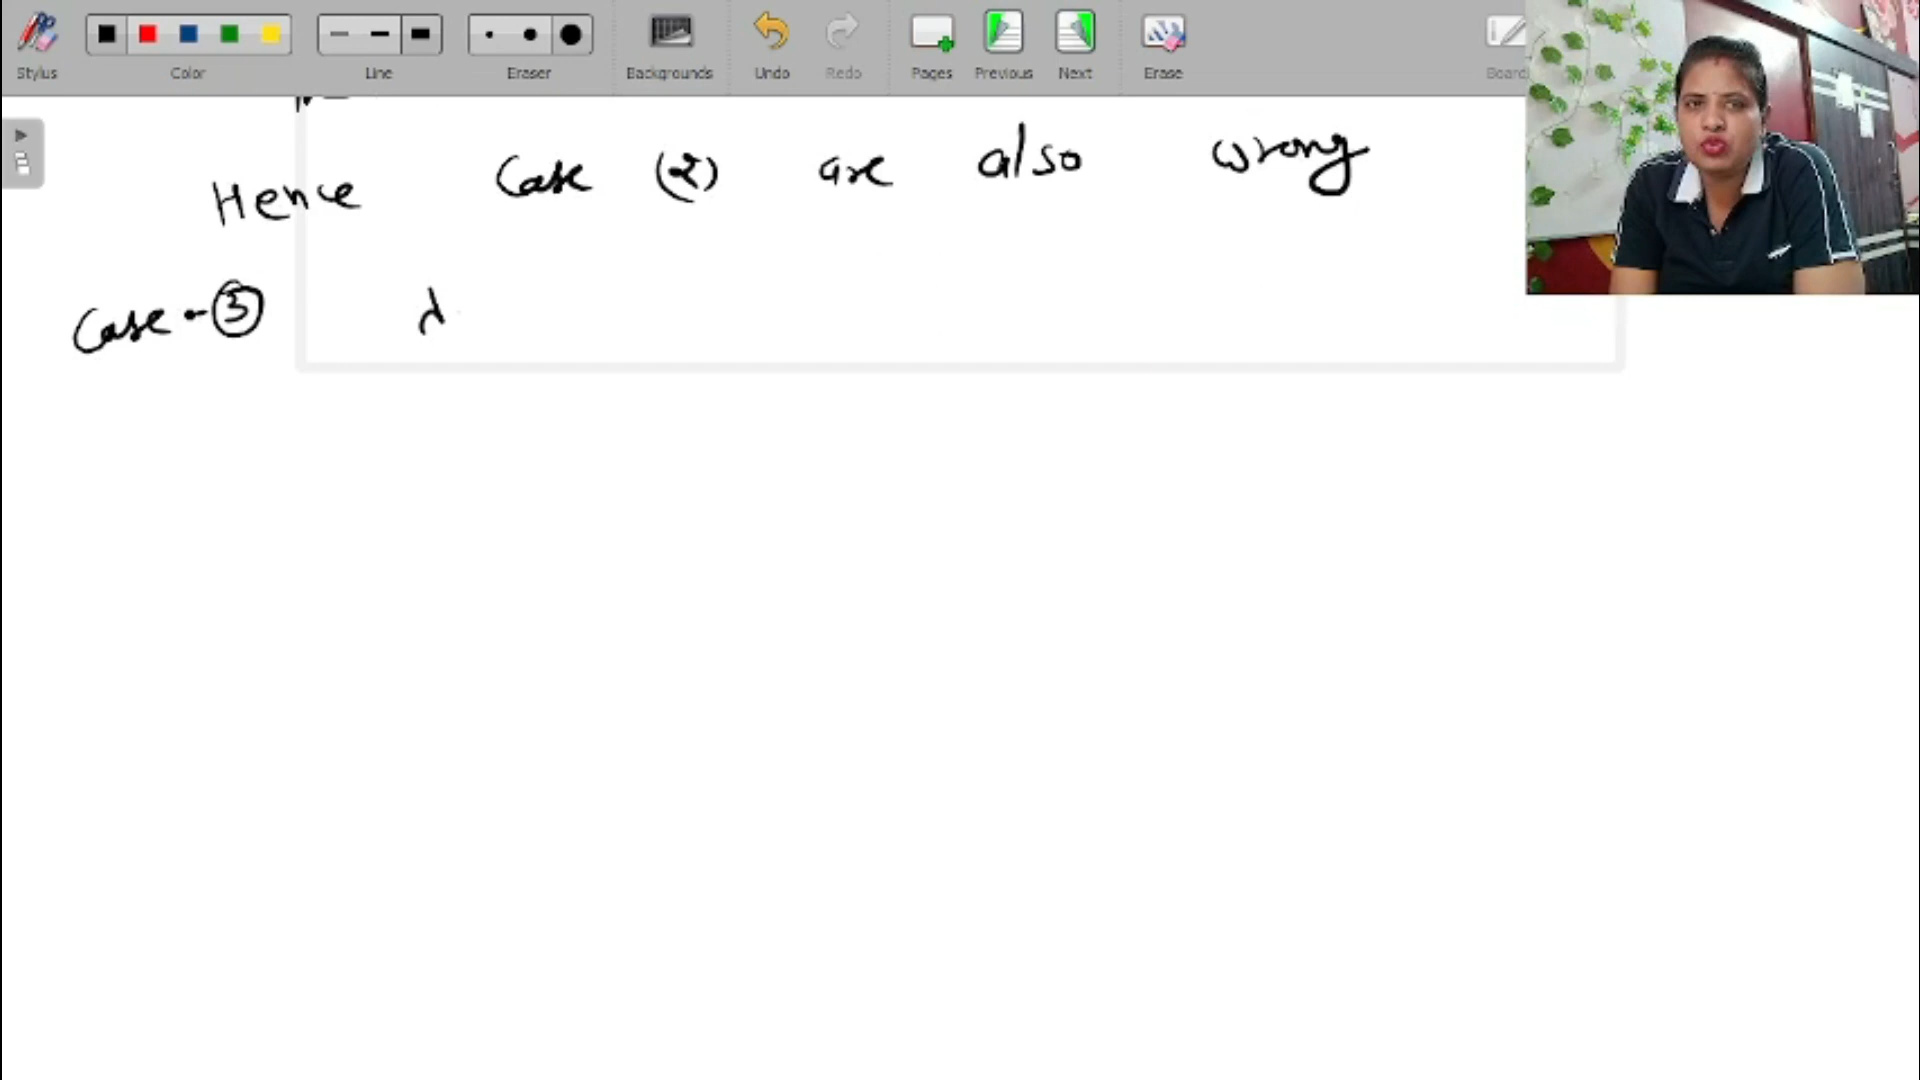 Stylus Color Line Eraser Backgrounds Undo Redo Pages Previous Next Erase Board
Hence Case (2) are also wrong
Case - ③ λ